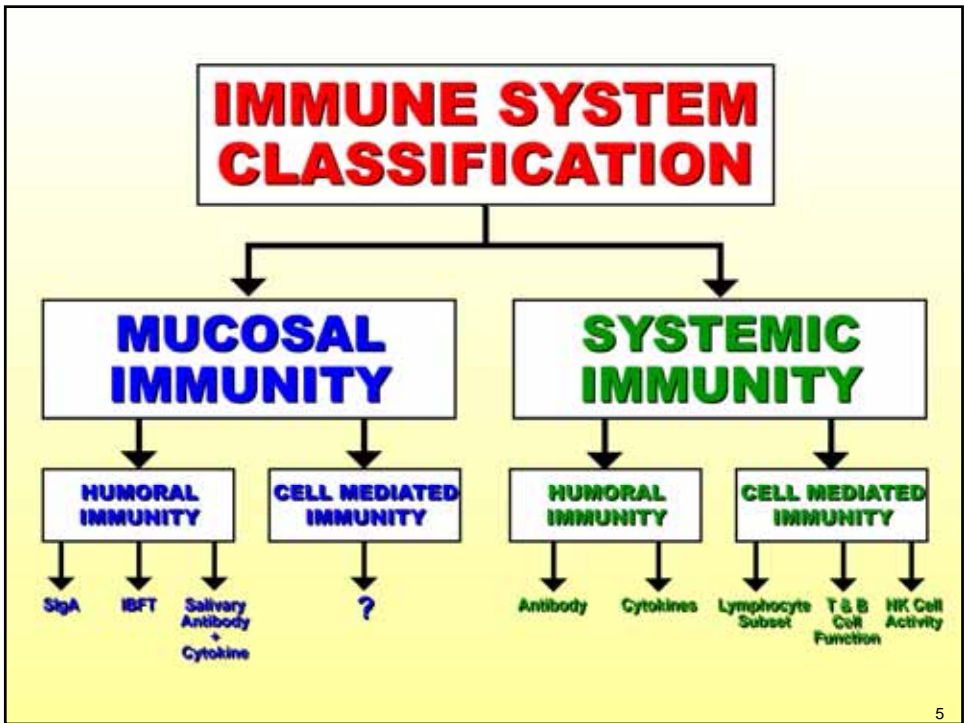 IMMUNE SYSTEM
CLASSIFICATION
MUCOSAL
IMMUNITY
SYSTEMIC
IMMUNITY
HUMORAL
IMMUNITY
CELL MEDIATED
IMMUNITY
HUMORAL
IMMUNITY
CELL MEDIATED
IMMUNITY
SIgA
IBFT
Salivary
Antibody
+
Cytokine
?
Antibody
Cytokines
Lymphocyte
Subset
T & B
Cell
Function
NK Cell
Activity
5